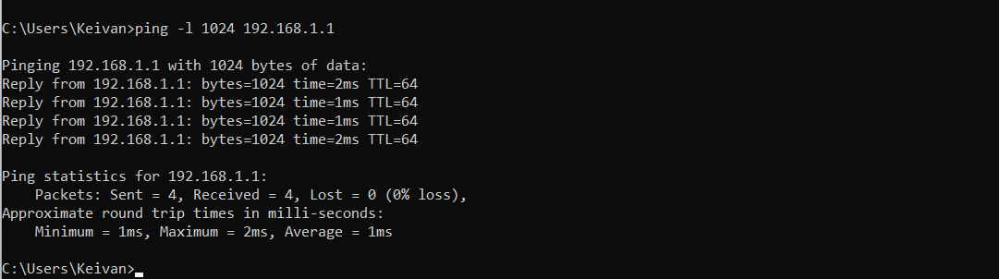 C:\Users\Keivan>ping -l 1024 192.168.1.1
Pinging 192.168.1.1 with 1024 bytes of data:
Reply from 192.168.1.1: bytes=1024 time=2ms TTL=64
Reply from 192.168.1.1: bytes=1024 time=1ms TTL=64
Reply from 192.168.1.1: bytes=1024 time=1ms TTL=64
Reply from 192.168.1.1: bytes=1024 time=2ms TTL=64
Ping statistics for 192.168.1.1:
    Packets: Sent = 4, Received = 4, Lost = 0 (0% loss),
Approximate round trip times in milli-seconds:
    Minimum = 1ms, Maximum = 2ms, Average = 1ms
C:\Users\Keivan>